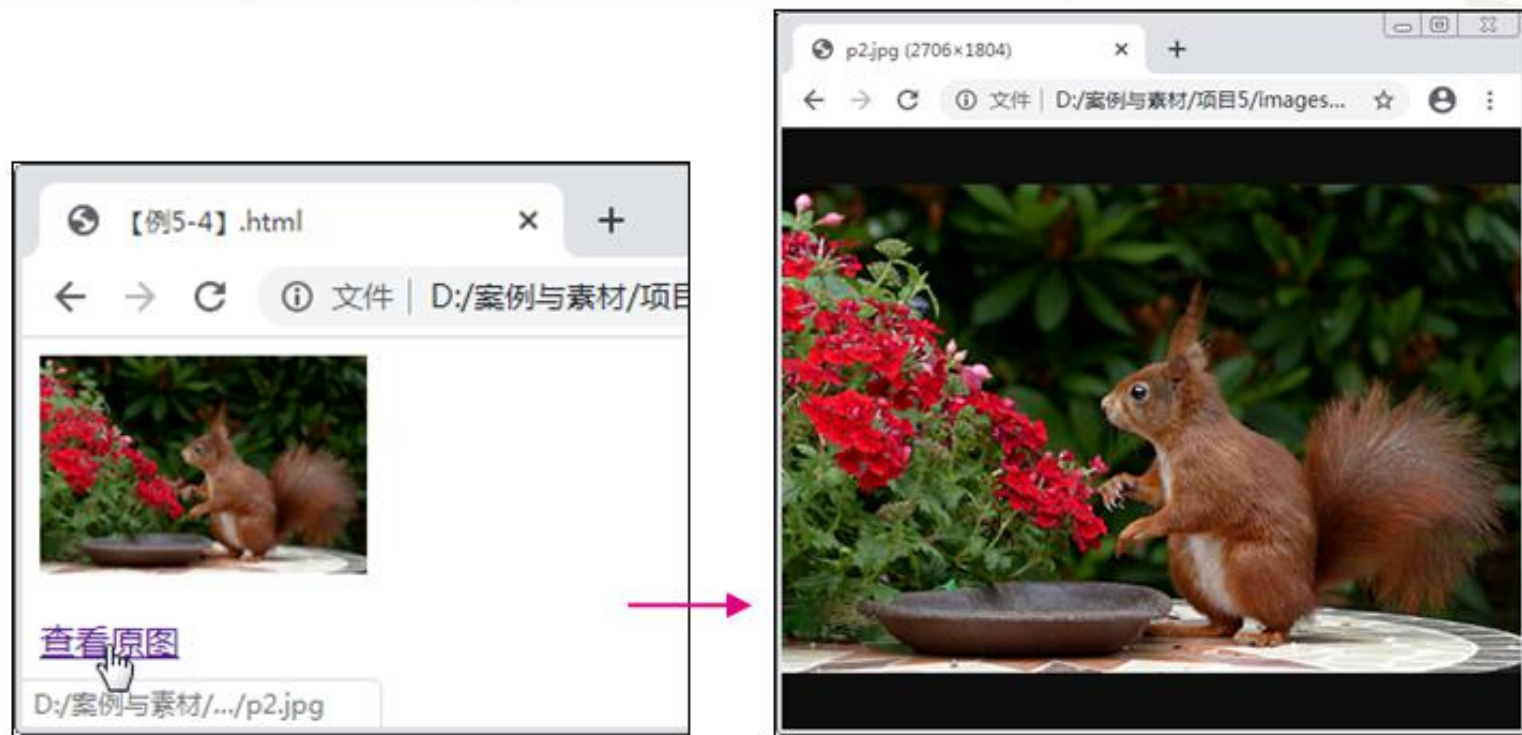 【例5-4】.html
文件 | D:/案例与素材/项目
查看原图
D:/案例与素材/.../p2.jpg
p2.jpg (2706×1804)
文件 | D:/案例与素材/项目5/images...